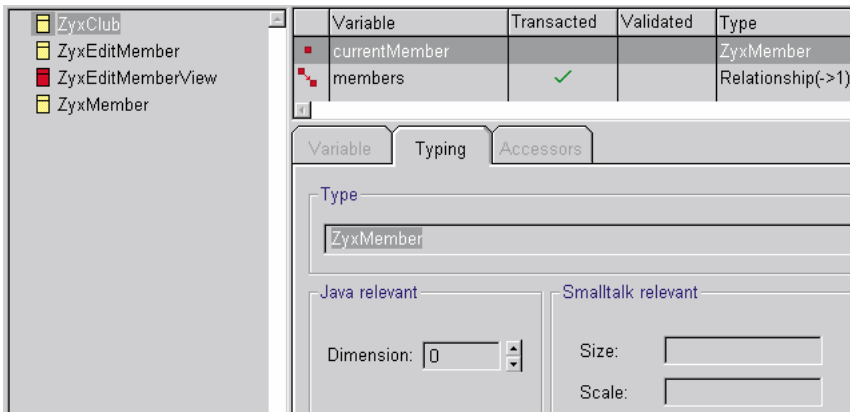 ZyxClub
ZyxEditMember
ZyxEditMemberView
ZyxMember
Variable Transacted Validated Type
currentMember ZyxMember
members Relationship(->1)
Variable Typing Accessors
Type
ZyxMember
Java relevant Smalltalk relevant
Dimension: 0 Size:
Scale: